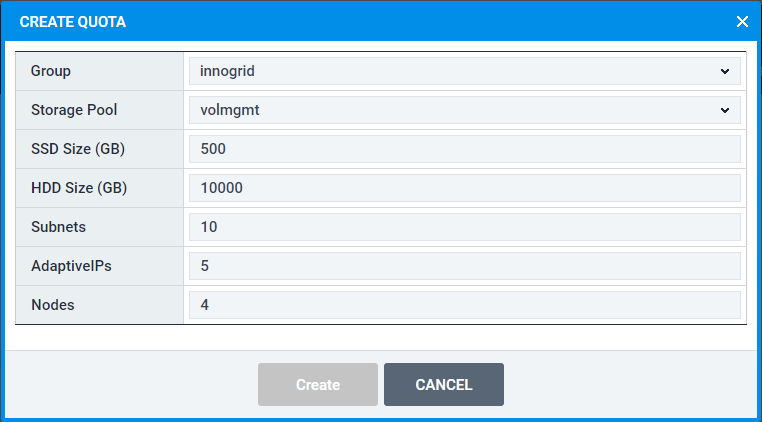 CREATE QUOTA
Group innogrid
Storage Pool volmgmt
SSD Size (GB) 500
HDD Size (GB) 10000
Subnets 10
AdaptiveIPs 5
Nodes 4
Create CANCEL